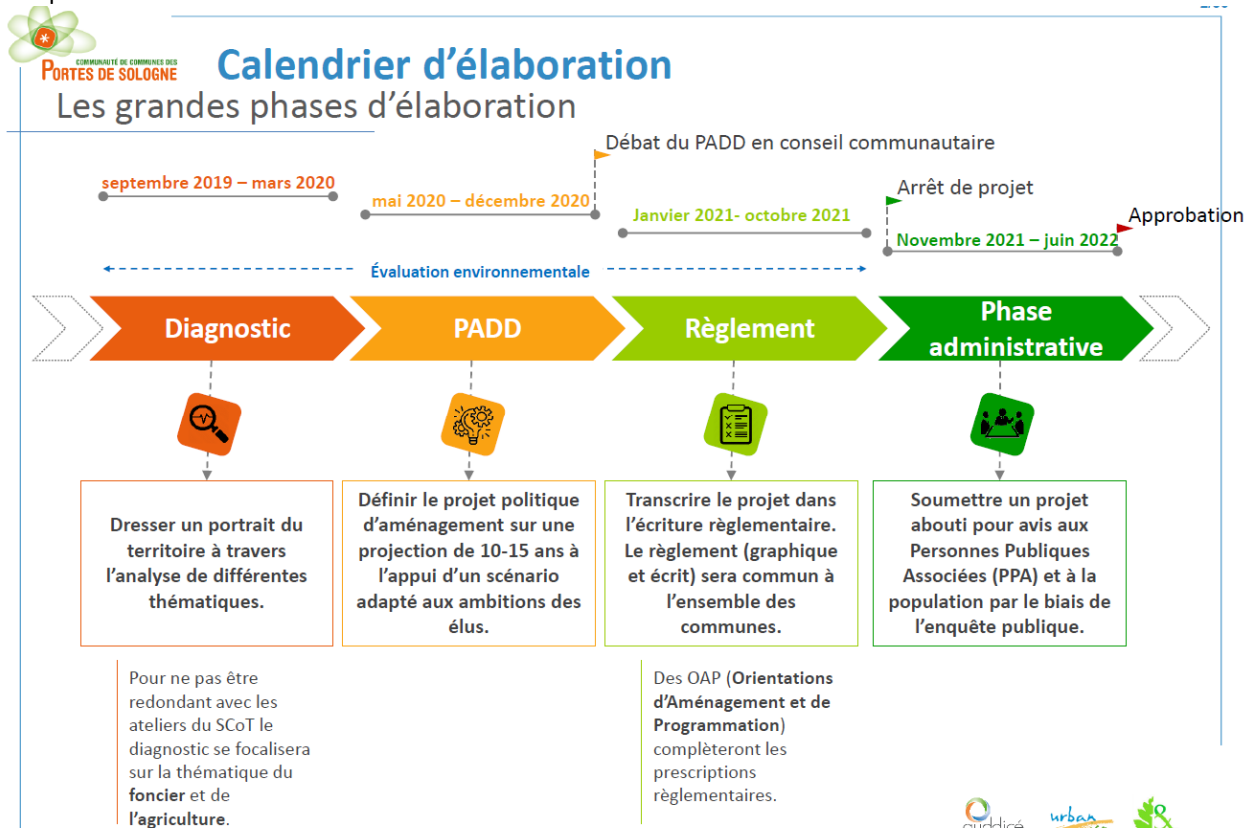 COMMUNAUTÉ DE COMMUNES DES
PORTES DE SOLOGNE
Calendrier d’élaboration
Les grandes phases d’élaboration
Débat du PADD en conseil communautaire
septembre 2019 – mars 2020
mai 2020 – décembre 2020
Janvier 2021- octobre 2021
Arrêt de projet
Novembre 2021 – juin 2022
Approbation
Évaluation environnementale
Diagnostic
PADD
Règlement
Phase
administrative
Dresser un portrait du
territoire à travers
l’analyse de différentes
thématiques.
Définir le projet politique
d’aménagement sur une
projection de 10-15 ans à
l’appui d’un scénario
adapté aux ambitions des
élus.
Transcrire le projet dans
l’écriture règlementaire.
Le règlement (graphique
et écrit) sera commun à
l’ensemble des
communes.
Soumettre un projet
abouti pour avis aux
Personnes Publiques
Associées (PPA) et à la
population par le biais de
l’enquête publique.
Pour ne pas être
redondant avec les
ateliers du SCoT le
diagnostic se focalisera
sur la thématique du
foncier et de
l’agriculture.
Des OAP (Orientations
d’Aménagement et de
Programmation)
complèteront les
prescriptions
règlementaires.
urban